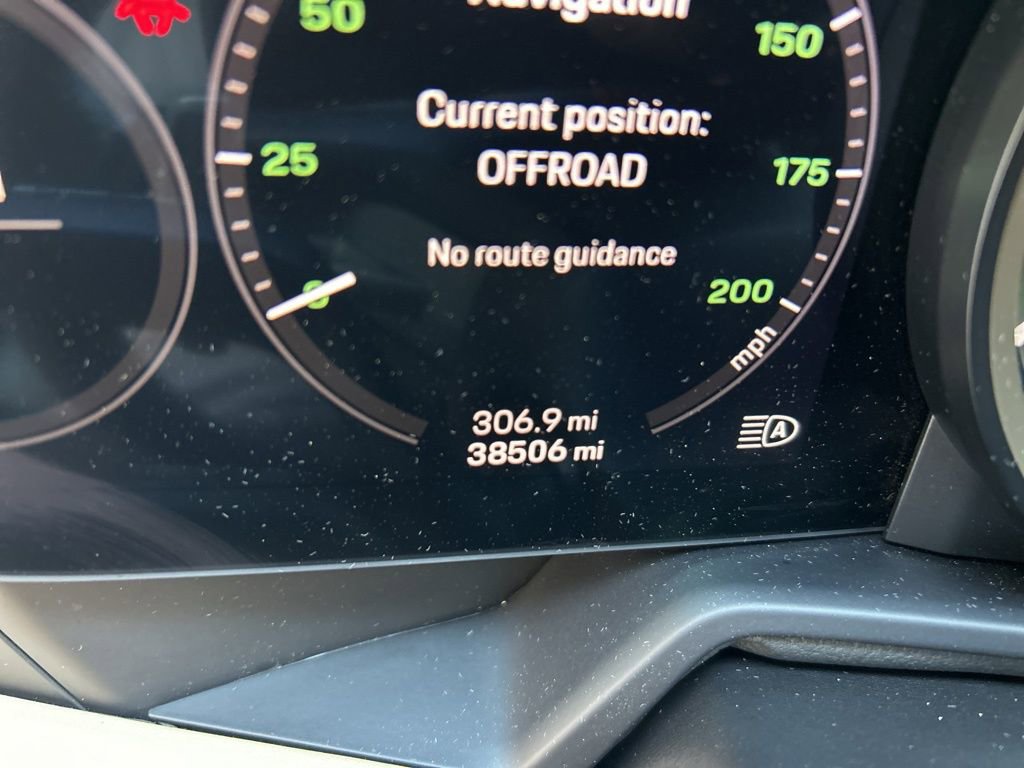 50
Navigation
150
Current position:
OFFROAD
25
175
No route guidance
0
200
mph
306.9 mi
38506 mi
A